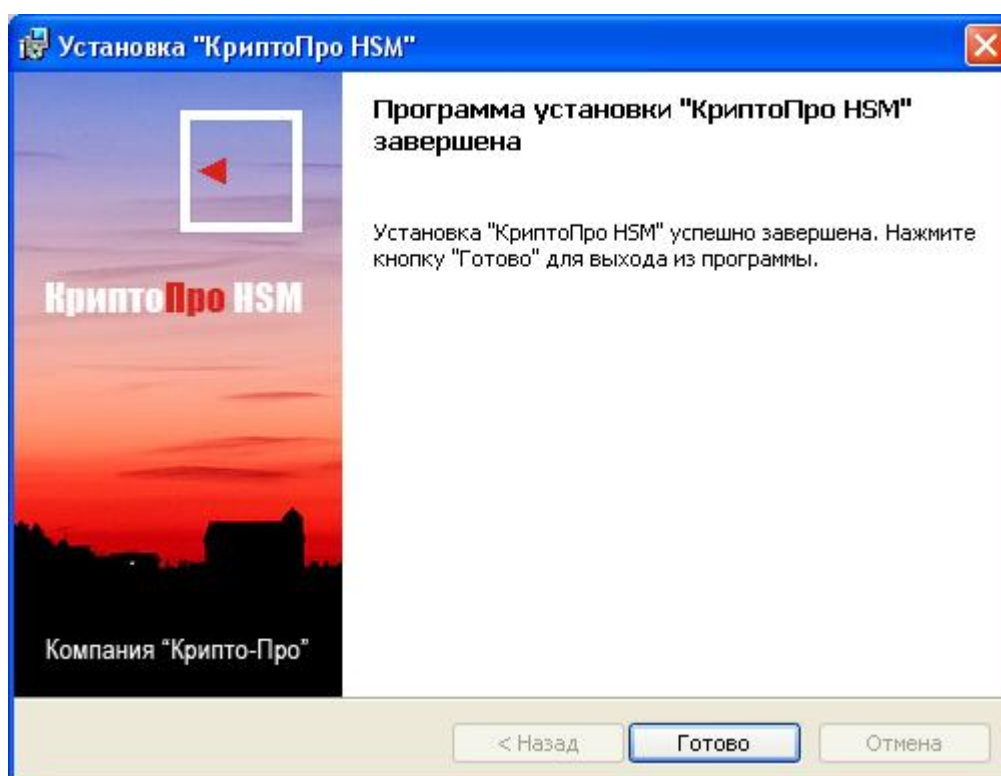 Установка "КриптоПро HSM"
Программа установки "КриптоПро HSM"
завершена
Установка "КриптоПро HSM" успешно завершена. Нажмите
кнопку "Готово" для выхода из программы.
КриптоПро HSM
Компания “Крипто-Про”
< Назад
Готово
Отмена